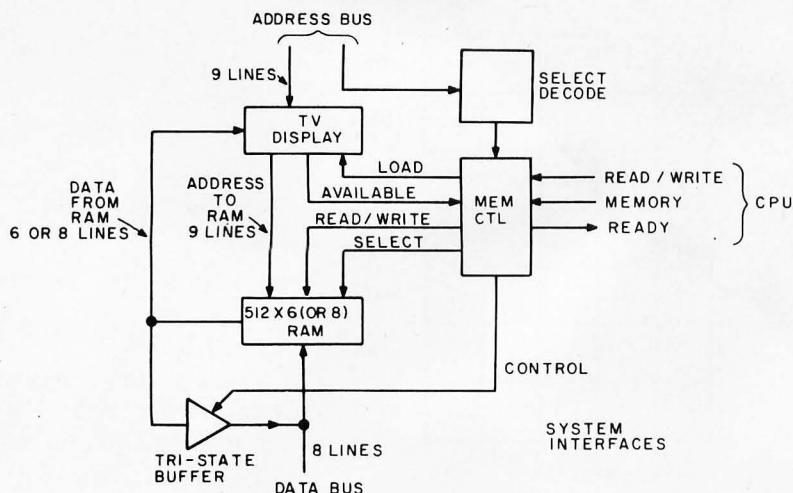 ADDRESS BUS
9 LINES
SELECT
DECODE
TV
DISPLAY
LOAD
AVAILABLE
READ/WRITE
SELECT
MEM
CTL
READ / WRITE
MEMORY
READY
CPU
DATA
FROM
RAM
6 OR 8 LINES
ADDRESS
TO
RAM
9 LINES
512 X 6 (OR 8)
RAM
CONTROL
TRI-STATE
BUFFER
8 LINES
DATA BUS
SYSTEM
INTERFACES